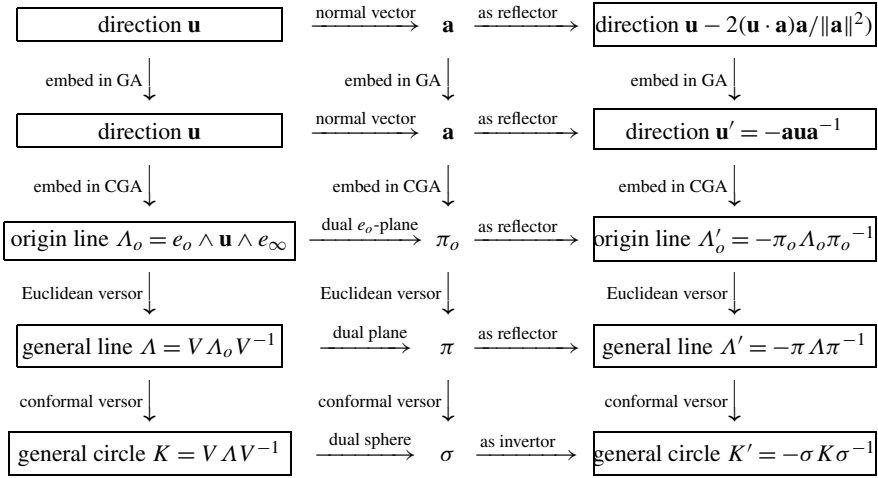 direction u normal vector a as reflector direction u − 2(u · a)a/‖a‖²)
embed in GA embed in GA embed in GA
direction u normal vector a as reflector direction u′ = −aua⁻¹
embed in CGA embed in CGA embed in CGA
origin line Λₒ = eₒ ∧ u ∧ e∞ dual eₒ-plane πₒ as reflector origin line Λ′ₒ = −πₒΛₒπₒ⁻¹
Euclidean versor Euclidean versor Euclidean versor
general line Λ = VΛₒV⁻¹ dual plane π as reflector general line Λ′ = −πΛπ⁻¹
conformal versor conformal versor conformal versor
general circle K = VΛV⁻¹ dual sphere σ as invertor general circle K′ = −σKσ⁻¹